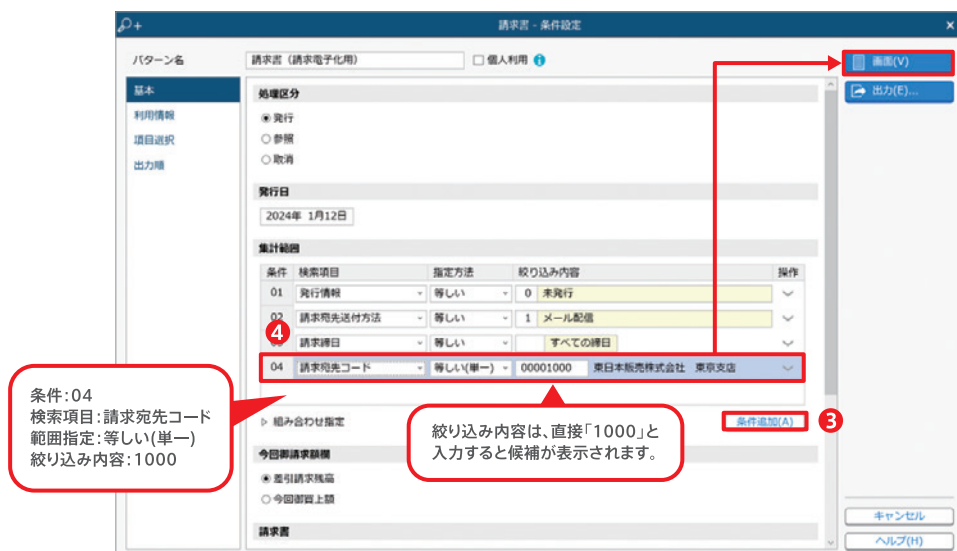 請求書 - 条件設定
パターン名
請求書（請求電子化用）
個人利用
画面(V)
出力(E)...
基本
利用情報
項目選択
出力順
処理区分
発行
参照
取消
発行日
2024年 1月12日
集計範囲
条件 検索項目 指定方法 絞り込み内容 操作
01 発行情報 等しい 0 未発行
02 請求宛先送付方法 等しい 1 メール配信
03 請求締日 等しい すべての締日
04 請求宛先コード 等しい(単一) 00001000 東日本販売株式会社 東京支店
4
条件:04
検索項目:請求宛先コード
範囲指定:等しい(単一)
絞り込み内容:1000
組み合わせ指定
条件追加(A)
3
絞り込み内容は、直接「1000」と
入力すると候補が表示されます。
今回御請求額欄
差引請求残高
今回御買上額
請求書
キャンセル
ヘルプ(H)